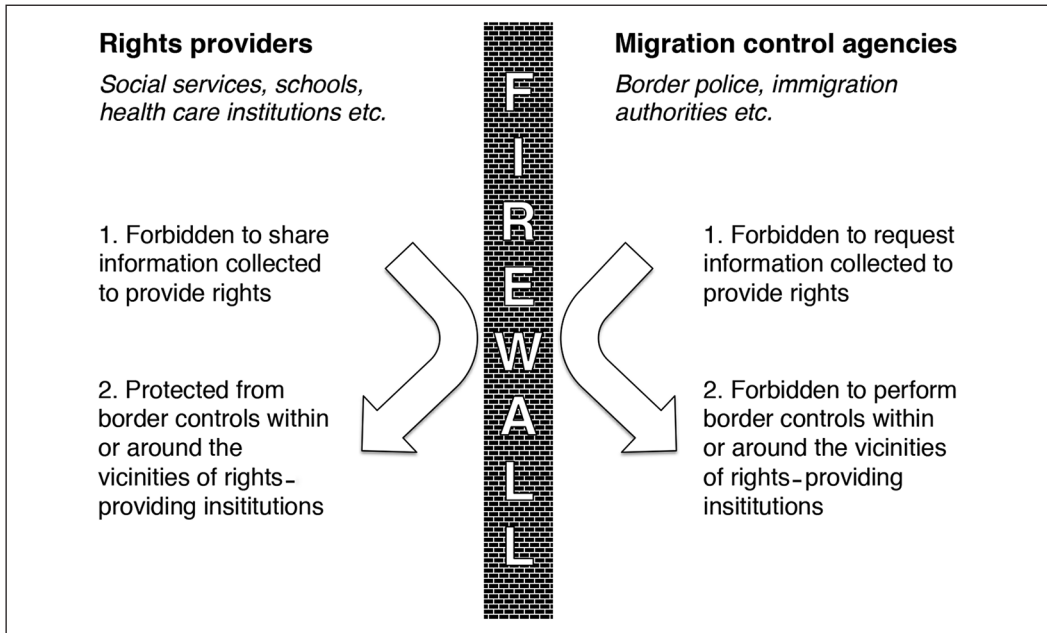 Rights providers
Social services, schools,
health care institutions etc.
1. Forbidden to share
information collected
to provide rights
2. Protected from
border controls within
or around the
vicinities of rights-
providing insititutions
FIREWALL
Migration control agencies
Border police, immigration
authorities etc.
1. Forbidden to request
information collected to
provide rights
2. Forbidden to perform
border controls within
or around the vicinities
of rights-providing
insititutions